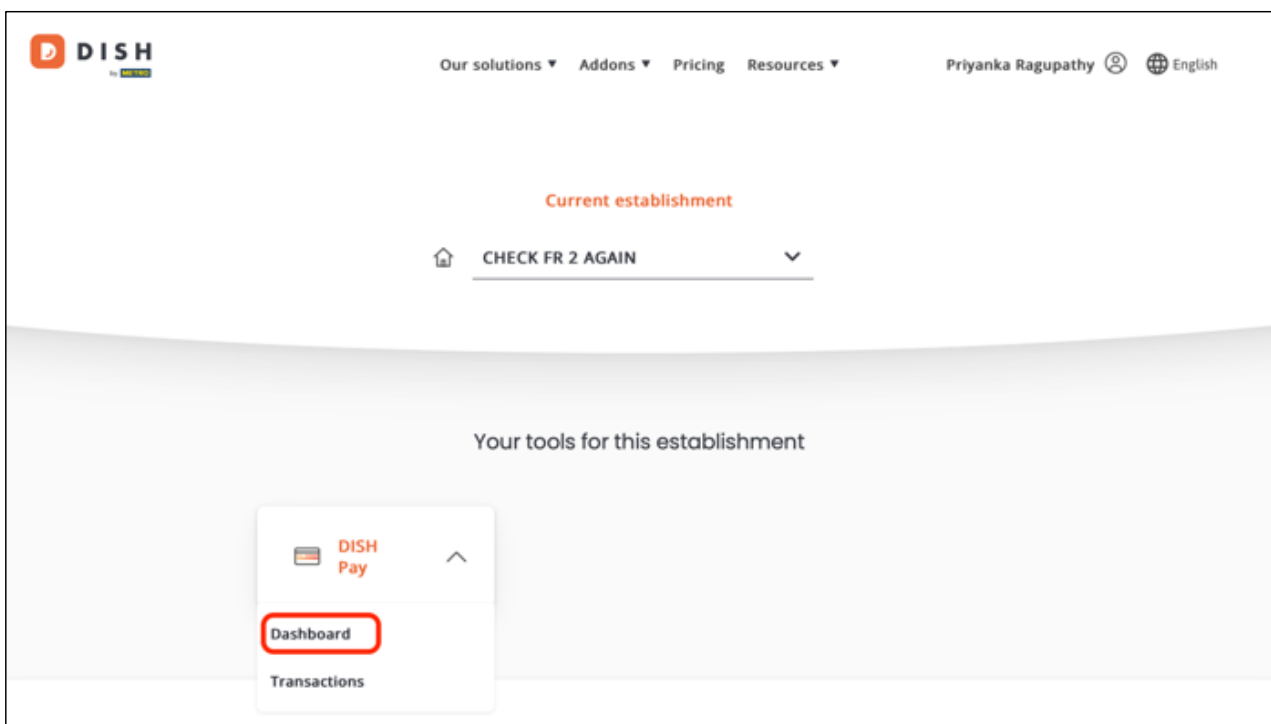 DISH
by METRO
Our solutions ▼ Addons ▼ Pricing Resources ▼ Priyanka Ragupathy English
Current establishment
CHECK FR 2 AGAIN
Your tools for this establishment
DISH
Pay
Dashboard
Transactions